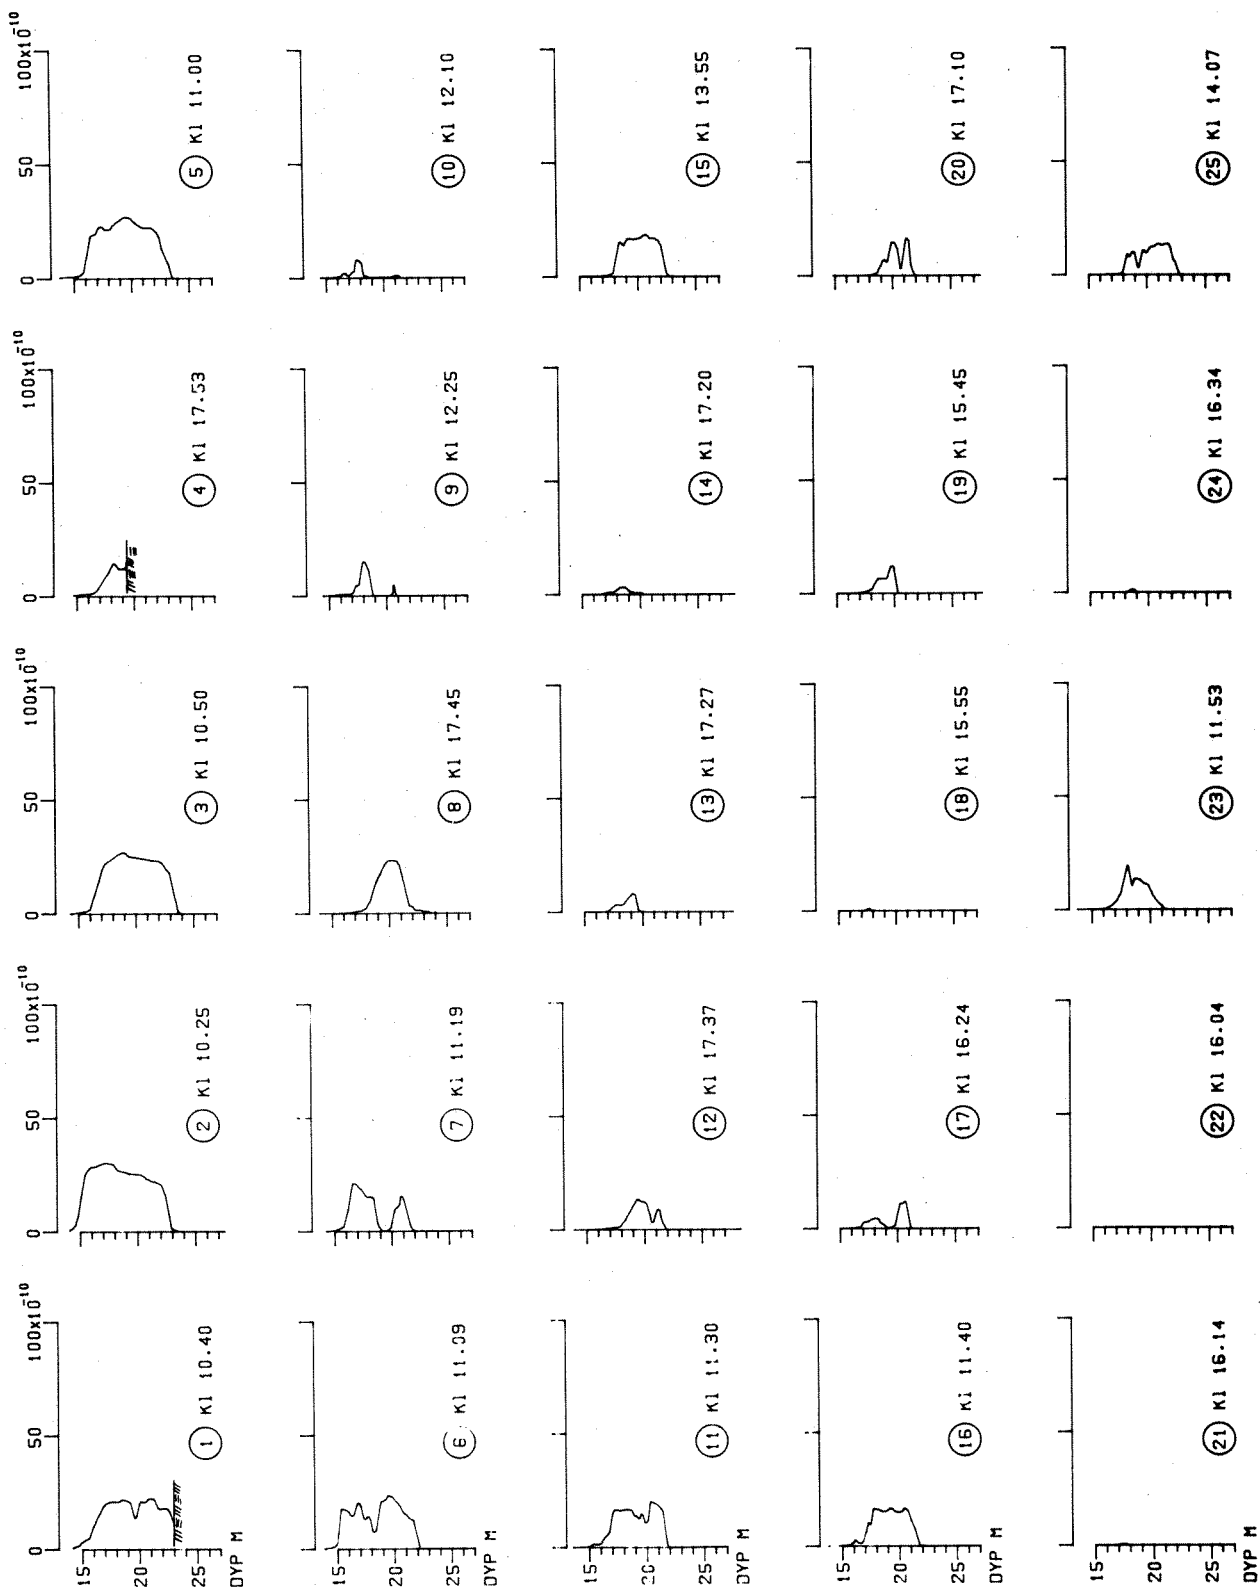 0 50 100x10⁻¹⁰
0 50 100x10⁻¹⁰
0 50 100x10⁻¹⁰
0 50 100x10⁻¹⁰
0 50 100x10⁻¹⁰
15
20
25
DYP M
1 Kl 10.40
2 Kl 10.25
3 Kl 10.50
4 Kl 17.53
5 Kl 11.00
15
20
25
DYP M
6 Kl 11.09
7 Kl 11.19
8 Kl 17.45
9 Kl 12.25
10 Kl 12.10
15
20
25
DYP M
11 Kl 11.30
12 Kl 17.37
13 Kl 17.27
14 Kl 17.20
15 Kl 13.55
15
20
25
DYP M
16 Kl 11.40
17 Kl 16.24
18 Kl 15.55
19 Kl 15.45
20 Kl 17.10
15
20
25
DYP M
21 Kl 16.14
22 Kl 16.04
23 Kl 11.53
24 Kl 16.34
25 Kl 14.07